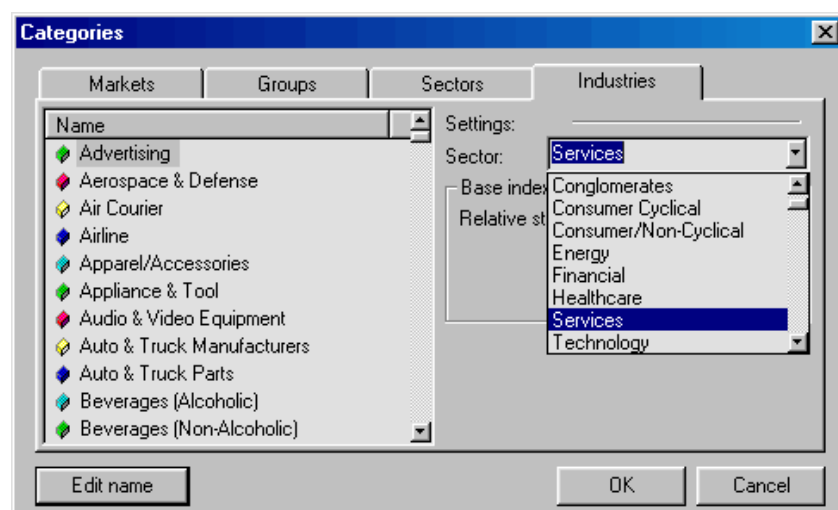 Categories
Markets
Groups
Sectors
Industries
Name
Advertising
Aerospace & Defense
Air Courier
Airline
Apparel/Accessories
Appliance & Tool
Audio & Video Equipment
Auto & Truck Manufacturers
Auto & Truck Parts
Beverages (Alcoholic)
Beverages (Non-Alcoholic)
Settings:
Sector:
Services
Base index
Relative st
Conglomerates
Consumer Cyclical
Consumer/Non-Cyclical
Energy
Financial
Healthcare
Services
Technology
Edit name
OK
Cancel